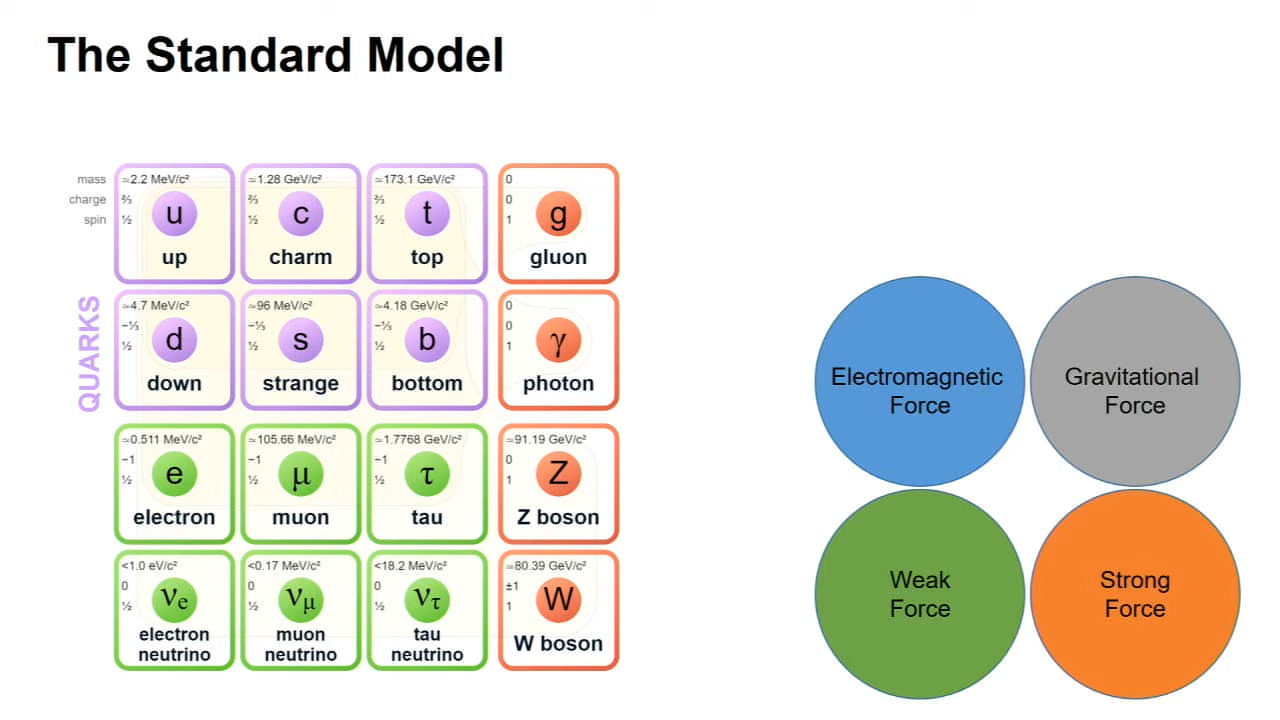 The Standard Model
mass
charge
spin
≃2.2 MeV/c²
⅔
½
u
up
≃1.28 GeV/c²
⅔
½
c
charm
≃173.1 GeV/c²
⅔
½
t
top
0
0
1
g
gluon
QUARKS
≃4.7 MeV/c²
−⅓
½
d
down
≃96 MeV/c²
−⅓
½
s
strange
≃4.18 GeV/c²
−⅓
½
b
bottom
0
0
1
γ
photon
≃0.511 MeV/c²
−1
½
e
electron
≃105.66 MeV/c²
−1
½
μ
muon
≃1.7768 GeV/c²
−1
½
τ
tau
≃91.19 GeV/c²
0
1
Z
Z boson
<1.0 eV/c²
0
½
νe
electron
neutrino
<0.17 MeV/c²
0
½
νμ
muon
neutrino
<18.2 MeV/c²
0
½
ντ
tau
neutrino
≃80.39 GeV/c²
±1
1
W
W boson
Electromagnetic
Force
Gravitational
Force
Weak
Force
Strong
Force